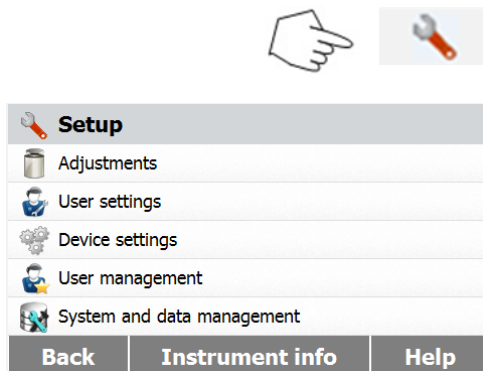 Setup
Adjustments
User settings
Device settings
User management
System and data management
Back Instrument info Help